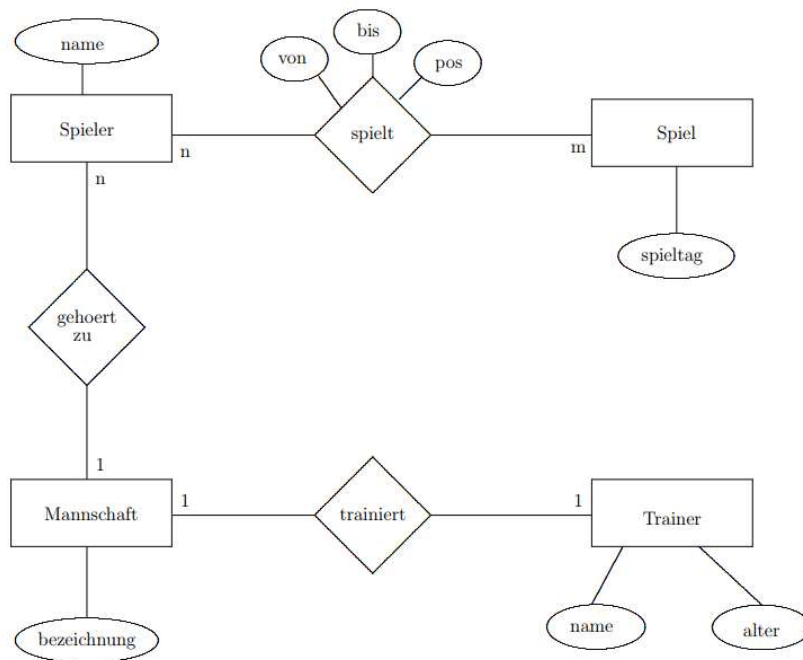 name
von
bis
pos
Spieler
spielt
Spiel
n
m
n
spieltag
gehoert
zu
1
1
1
Mannschaft
trainiert
Trainer
bezeichnung
name
alter